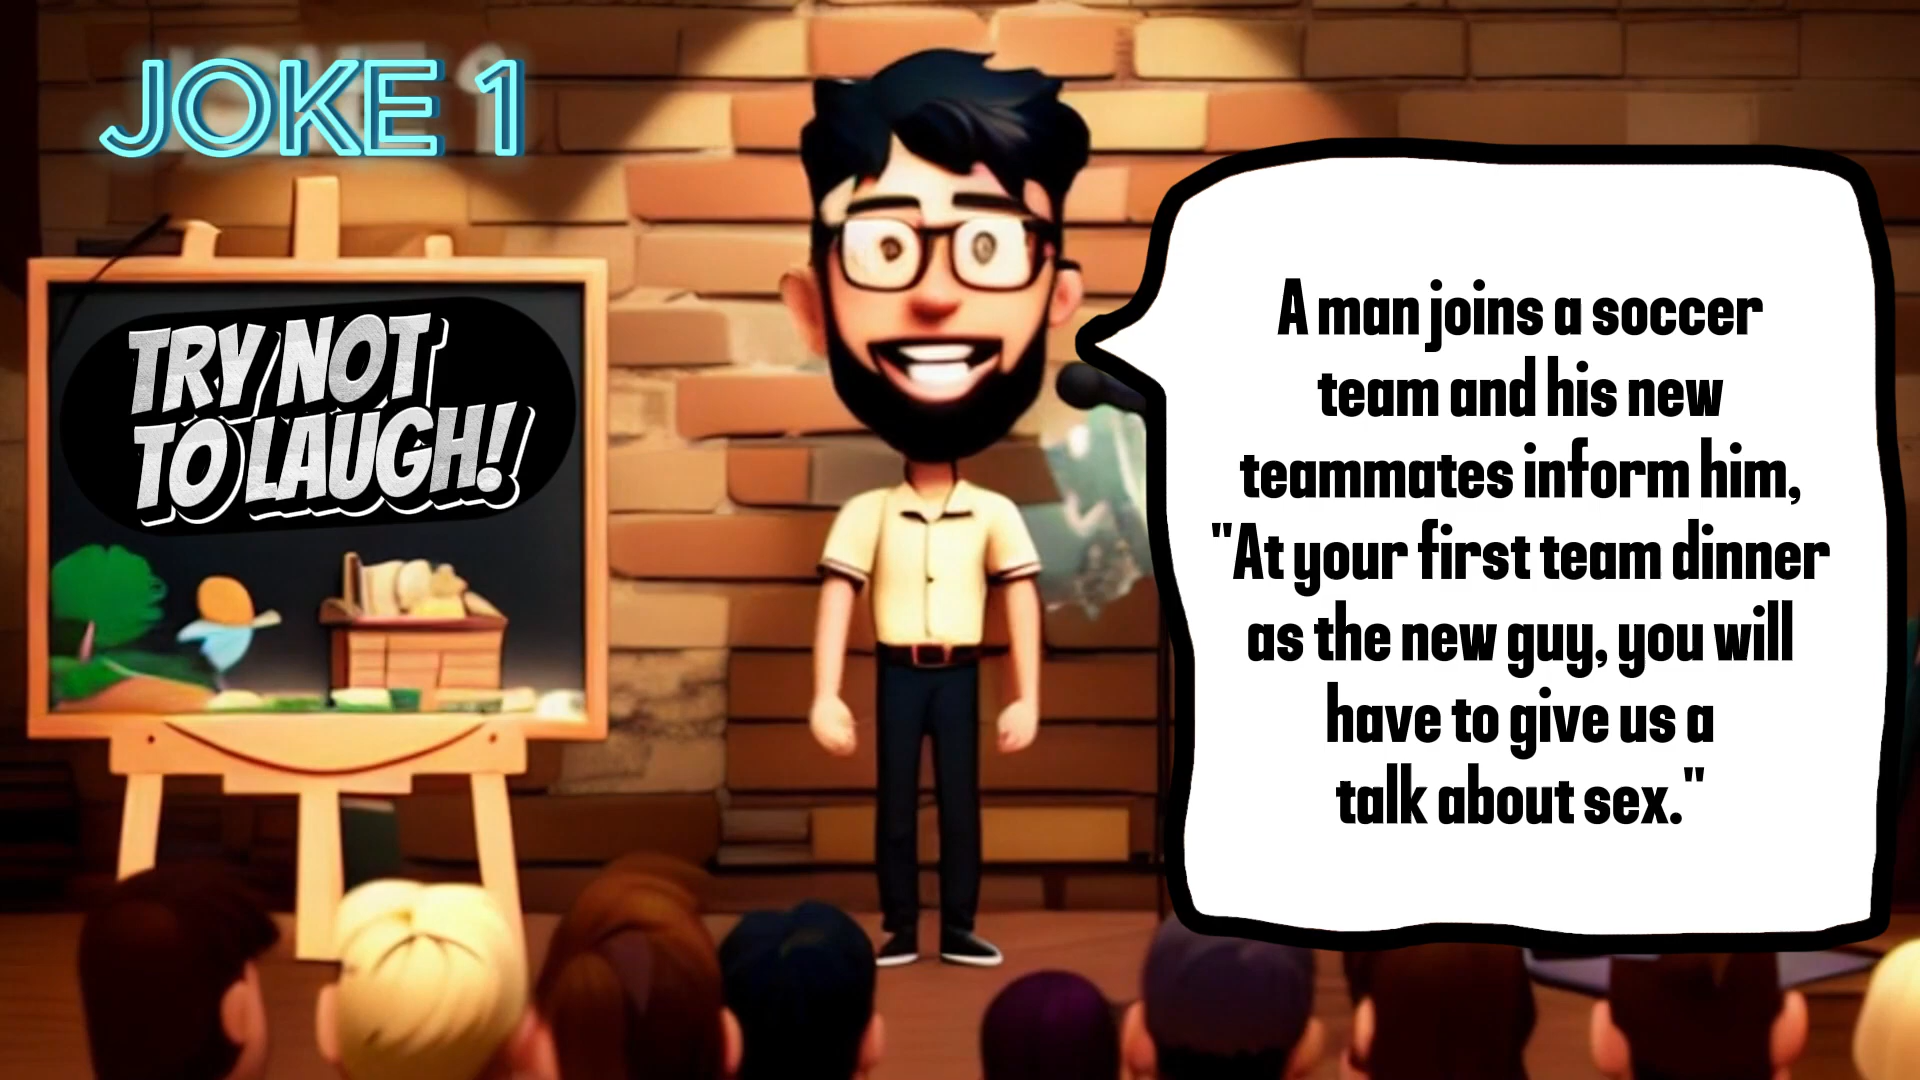 JOKE 1
TRY NOT
TO LAUGH!
A man joins a soccer
team and his new
teammates inform him,
"At your first team dinner
as the new guy, you will
have to give us a
talk about sex."